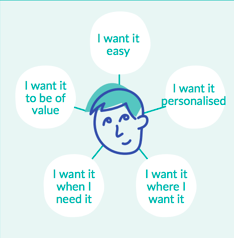 I want it
easy
I want it
to be of
value
I want it
personalised
I want it
when I
need it
I want it
where I
want it